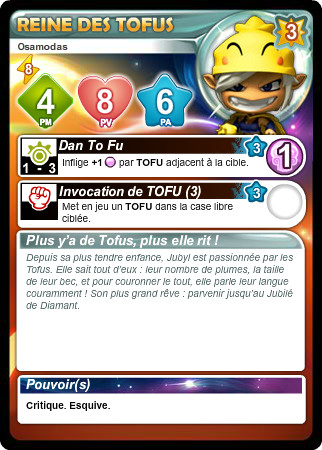 REINE DES TOFUS
3
Osamodas
8
4
PM
8
PV
6
PA
Dan To Fu
3
1 - 3
Inflige +1 par TOFU adjacent à la cible.
1
Invocation de TOFU (3)
3
Met en jeu un TOFU dans la case libre
ciblée.
Plus y'a de Tofus, plus elle rit !
Depuis sa plus tendre enfance, Jubyl est passionnée par les
Tofus. Elle sait tout d'eux : leur nombre de plumes, la taille
de leur bec, et pour couronner le tout, elle parle leur langue
couramment ! Son plus grand rêve : parvenir jusqu'au Jubilé
de Diamant.
Pouvoir(s)
Critique. Esquive.